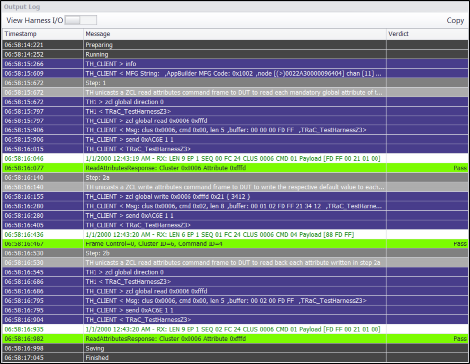 Output Log
View Harness I/O Copy
Timestamp Message Verdict
06:58:14:221 Preparing
06:58:14:252 Running
06:58:15:266 TH_CLIENT > info
06:58:15:609 TH_CLIENT < MFG String: ,AppBuilder MFG Code: 0x1002 ,node [(>)0022A30000096404] chan [11] ...
06:58:15:672 Step: 1
06:58:15:672 TH unicasts a ZCL read attributes command frame to DUT to read each mandatory global attribute of t...
06:58:15:672 TH1 > zcl global direction 0
06:58:15:797 TH1 < TRaC_TestHarnessZ3>
06:58:15:797 TH_CLIENT > zcl global read 0x0006 0xfffd
06:58:15:906 TH_CLIENT < Msg: clus 0x0006, cmd 0x00, len 5 ,buffer: 00 00 00 FD FF ,TRaC_TestHarnessZ3>
06:58:15:906 TH_CLIENT > send 0xAC6E 1 1
06:58:16:015 TH_CLIENT < TRaC_TestHarnessZ3>
06:58:16:046 1/1/2000 12:43:19 AM - RX: LEN 9 EP 1 SEQ 00 FC 24 CLUS 0006 CMD 01 Payload [FD FF 00 21 01 00]
06:58:16:077 ReadAttributesResponse: Cluster 0x0006 Attribute 0xfffd Pass
06:58:16:140 Step: 2a
06:58:16:140 TH unicasts a ZCL write attributes command frame to DUT to write the respective default value to each...
06:58:16:155 TH_CLIENT > zcl global write 0x0006 0xfffd 0x21 { 3412 }
06:58:16:280 TH_CLIENT < Msg: clus 0x0006, cmd 0x02, len 8 ,buffer: 00 01 02 FD FF 21 34 12 ,TRaC_TestHarnessZ3>
06:58:16:280 TH_CLIENT > send 0xAC6E 1 1
06:58:16:405 TH_CLIENT < TRaC_TestHarnessZ3>
06:58:16:436 1/1/2000 12:43:20 AM - RX: LEN 6 EP 1 SEQ 01 FC 24 CLUS 0006 CMD 04 Payload [88 FD FF]
06:58:16:467 Frame Control=0, Cluster ID=6, Command ID=4 Pass
06:58:16:530 Step: 2b
06:58:16:530 TH unicasts a ZCL read attributes command frame to DUT to read back each attribute written in step 2a
06:58:16:545 TH1 > zcl global direction 0
06:58:16:686 TH1 < TRaC_TestHarnessZ3>
06:58:16:686 TH_CLIENT > zcl global read 0x0006 0xfffd
06:58:16:795 TH_CLIENT < Msg: clus 0x0006, cmd 0x00, len 5 ,buffer: 00 02 00 FD FF ,TRaC_TestHarnessZ3>
06:58:16:795 TH_CLIENT > send 0xAC6E 1 1
06:58:16:904 TH_CLIENT < TRaC_TestHarnessZ3>
06:58:16:935 1/1/2000 12:43:20 AM - RX: LEN 9 EP 1 SEQ 02 FC 24 CLUS 0006 CMD 01 Payload [FD FF 00 21 01 00]
06:58:16:982 ReadAttributesResponse: Cluster 0x0006 Attribute 0xfffd Pass
06:58:16:998 Saving
06:58:17:045 Finished